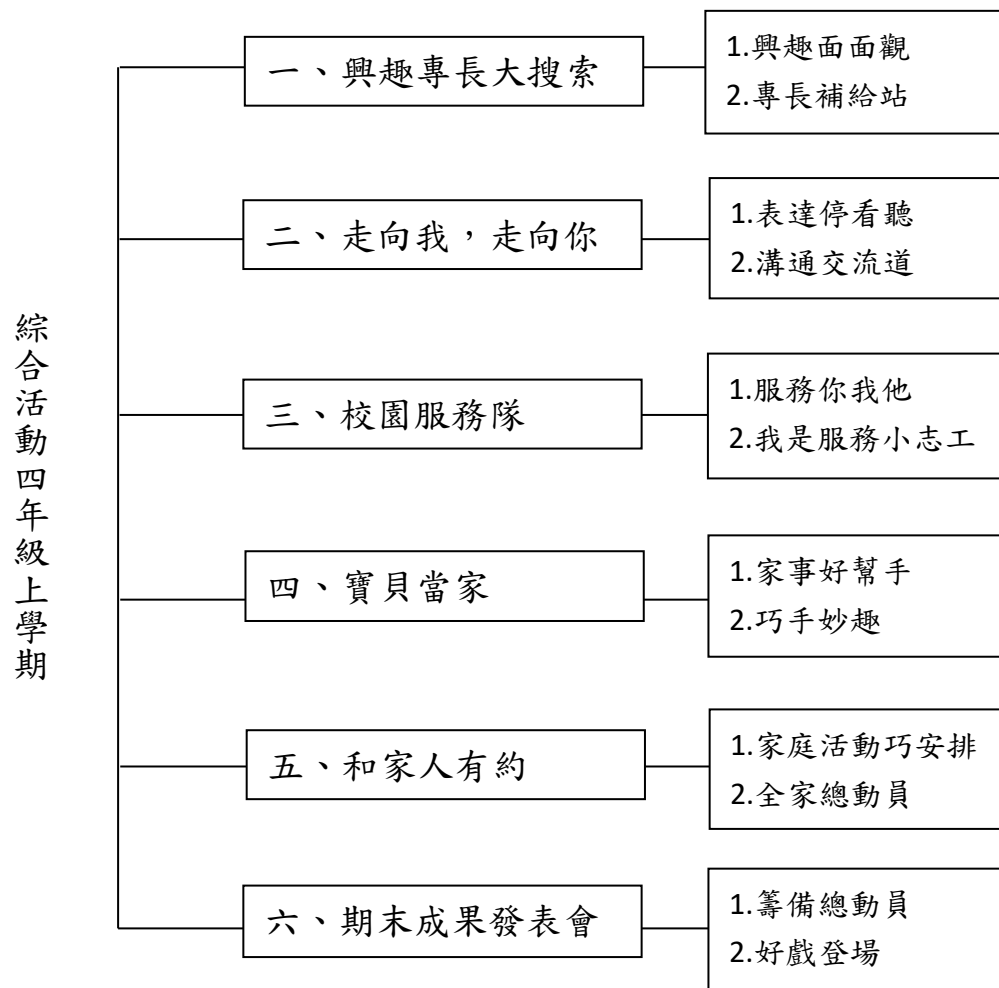 綜合活動四年級上學期
一、興趣專長大搜索
1.興趣面面觀
2.專長補給站
二、走向我，走向你
1.表達停看聽
2.溝通交流道
三、校園服務隊
1.服務你我他
2.我是服務小志工
四、寶貝當家
1.家事好幫手
2.巧手妙趣
五、和家人有約
1.家庭活動巧安排
2.全家總動員
六、期末成果發表會
1.籌備總動員
2.好戲登場